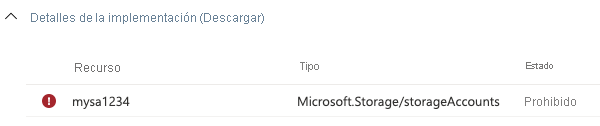 Detalles de la implementación (Descargar)
Recurso Tipo Estado
mysa1234 Microsoft.Storage/storageAccounts Prohibido